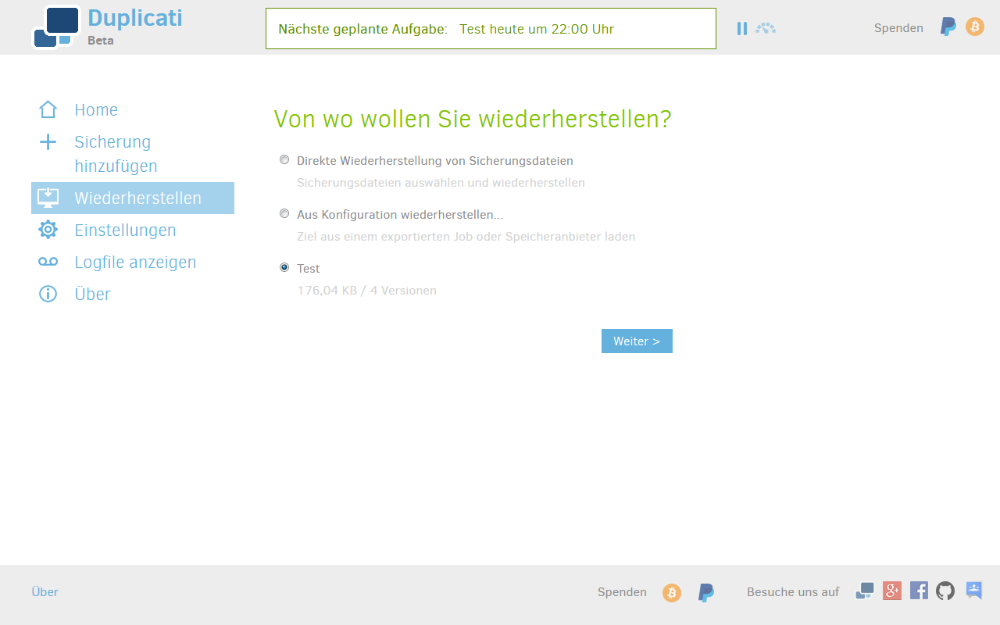 Duplicati
Beta
Nächste geplante Aufgabe: Test heute um 22:00 Uhr
Spenden
Home
Sicherung
hinzufügen
Wiederherstellen
Einstellungen
Logfile anzeigen
Über
Von wo wollen Sie wiederherstellen?
Direkte Wiederherstellung von Sicherungsdateien
Sicherungsdateien auswählen und wiederherstellen
Aus Konfiguration wiederherstellen...
Ziel aus einem exportierten Job oder Speicheranbieter laden
Test
176,04 KB / 4 Versionen
Weiter >
Über
Spenden
Besuche uns auf